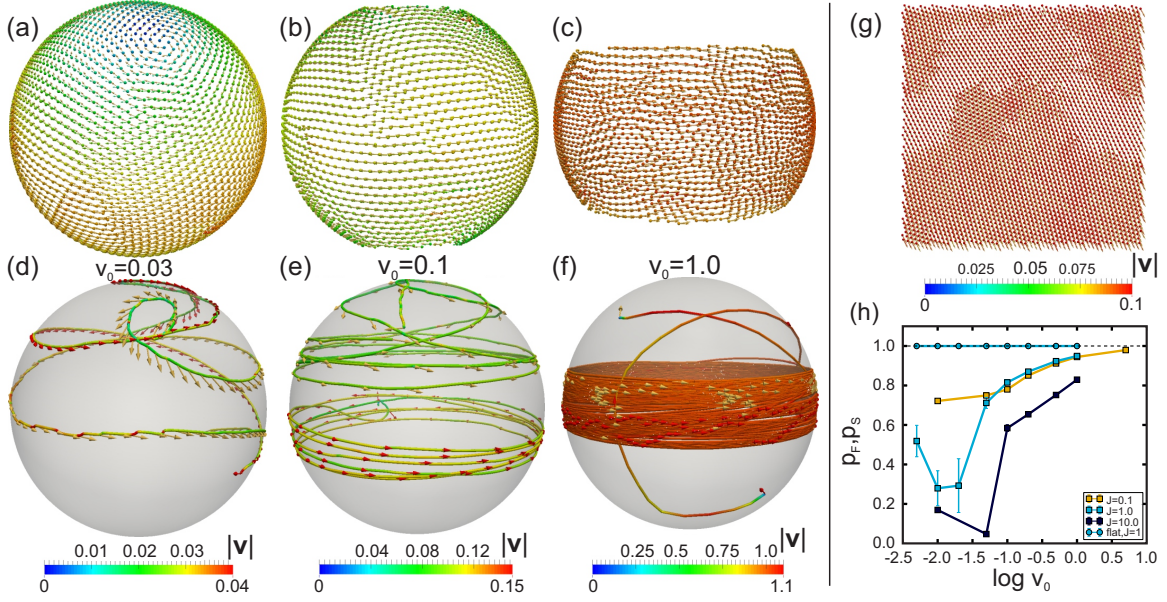 (a)
(b)
(c)
(g)
(d)
v₀=0.03
(e)
v₀=0.1
(f)
v₀=1.0
0.025 0.05 0.075 |v|
0 0.1
(h)
1.0
0.8
0.6
0.4
0.2
0.0
p_F,p_S
J=0.1
J=1.0
J=10.0
flat,J=1
-2.5 -2.0 -1.5 -1.0 -0.5 0.0 0.5 1.0
log v₀
0.01 0.02 0.03 |v|
0 0.04
0.04 0.08 0.12 |v|
0 0.15
0.25 0.5 0.75 1.0 |v|
0 1.1